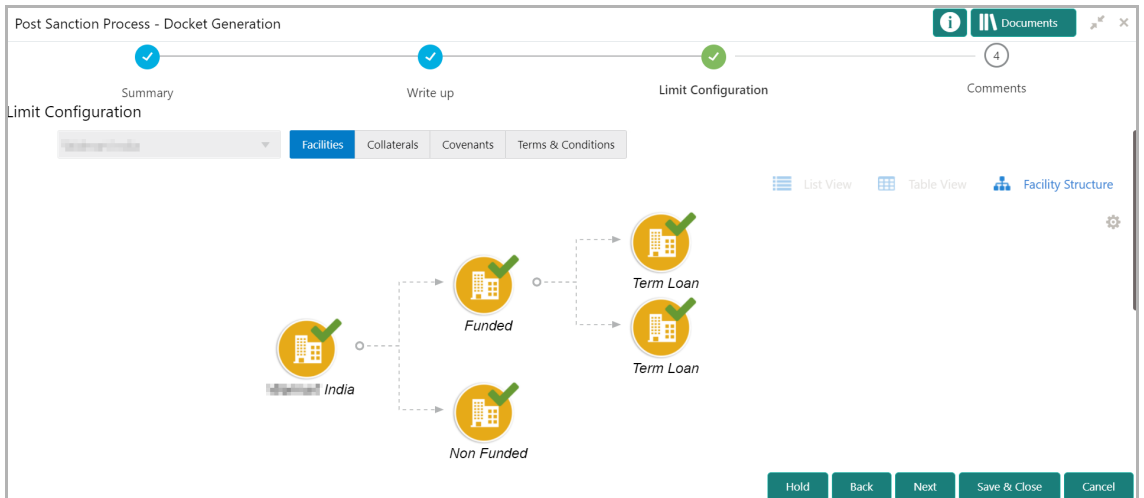 Post Sanction Process - Docket Generation
i
Documents
Summary
Write up
Limit Configuration
4
Comments
Limit Configuration
Facilities
Collaterals
Covenants
Terms & Conditions
List View
Table View
Facility Structure
Term Loan
Funded
Term Loan
India
Non Funded
Hold
Back
Next
Save & Close
Cancel